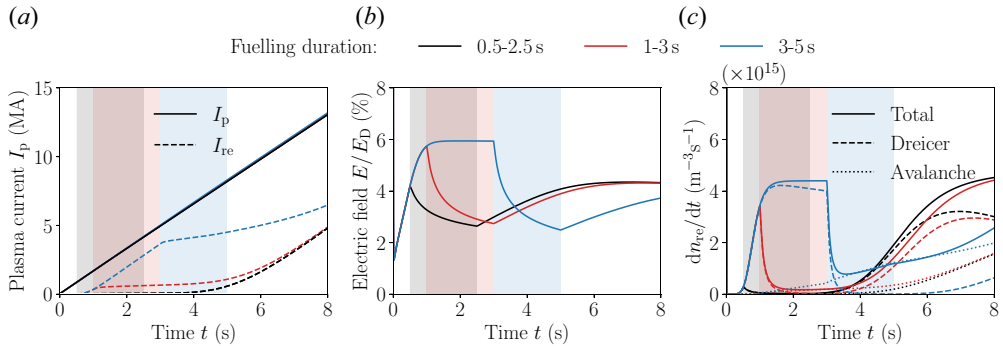 (a)
(b)
(c)
Fuelling duration: 0.5-2.5 s 1-3 s 3-5 s
Plasma current Ip (MA)
15
10
5
0
Ip
Ire
0 2 4 6 8
Time t (s)
Electric field E/ED (%)
8
6
4
2
0
0 2 4 6 8
Time t (s)
(×10¹⁵)
dnre/dt (m⁻³s⁻¹)
8
6
4
2
0
Total
Dreicer
Avalanche
0 2 4 6 8
Time t (s)